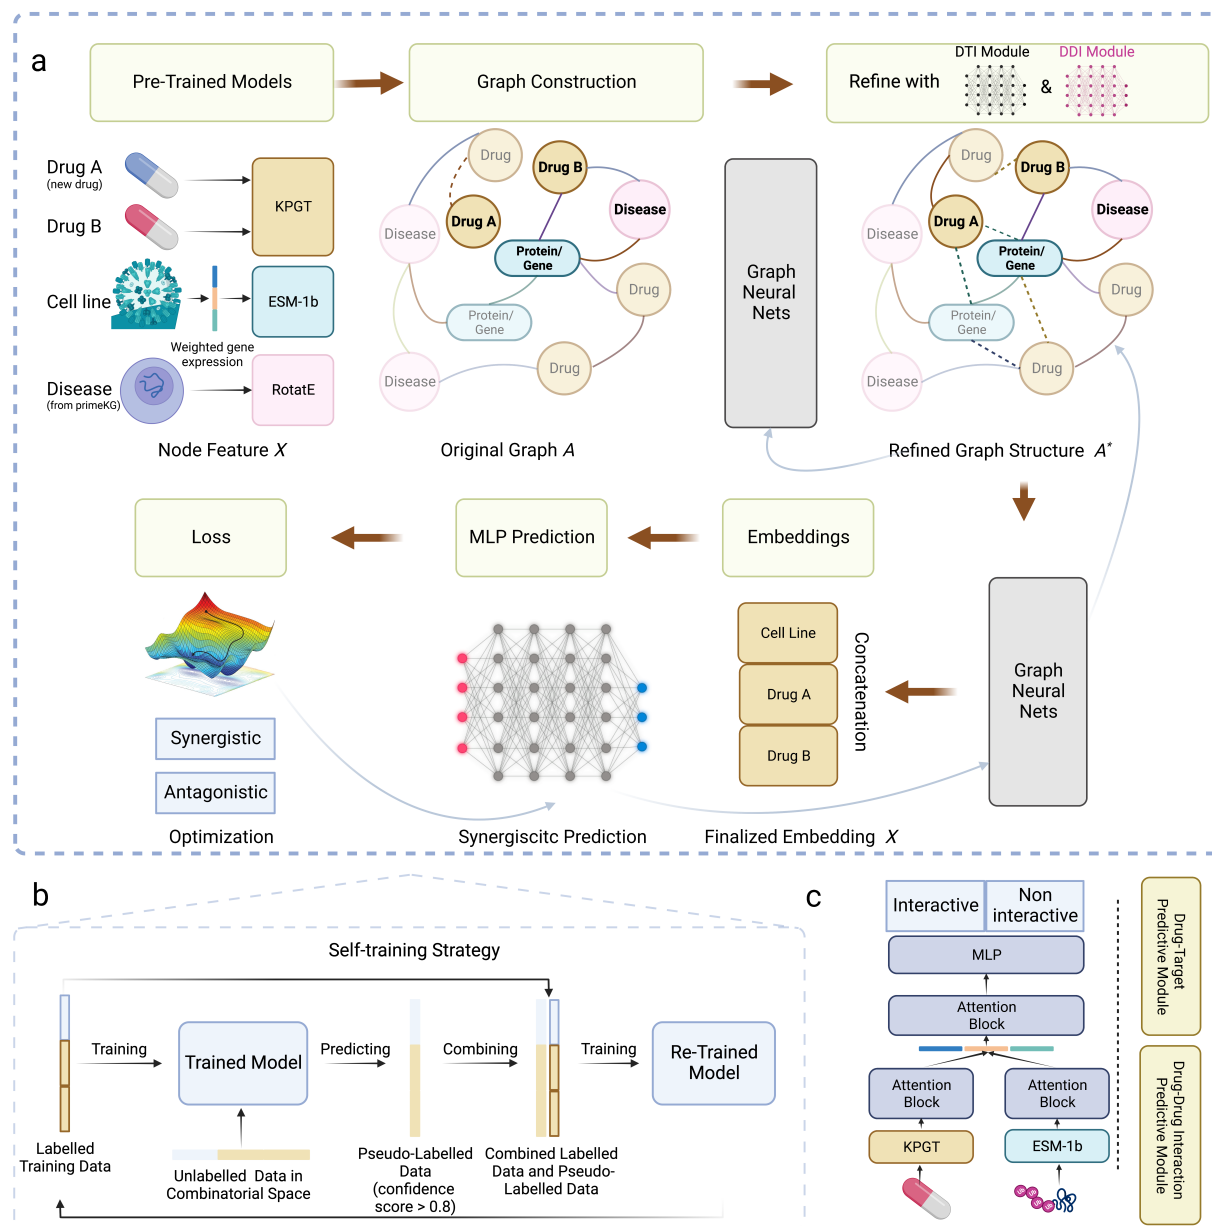 a
Pre-Trained Models
Graph Construction
Refine with
DTI Module
&
DDI Module
Drug A
(new drug)
Drug B
KPGT
Cell line
ESM-1b
Weighted gene
expression
Disease
(from primeKG)
RotatE
Node Feature X
Drug
Drug B
Disease
Drug A
Disease
Protein/
Gene
Drug
Protein/
Gene
Drug
Disease
Original Graph A
Graph
Neural
Nets
Drug
Drug B
Disease
Drug A
Disease
Protein/
Gene
Drug
Protein/
Gene
Drug
Disease
Refined Graph Structure A*
Loss
MLP Prediction
Embeddings
Synergistic
Antagonistic
Optimization
Synergiscitc Prediction
Cell Line
Drug A
Drug B
Concatenation
Finalized Embedding X
Graph
Neural
Nets
b
Self-training Strategy
Labelled
Training Data
Training
Trained Model
Unlabelled Data in
Combinatorial Space
Predicting
Pseudo-Labelled
Data
(confidence
score > 0.8)
Combining
Combined Labelled
Data and Pseudo-
Labelled Data
Training
Re-Trained
Model
c
Interactive
Non
interactive
MLP
Attention
Block
Attention
Block
Attention
Block
KPGT
ESM-1b
Drug-Target
Predictive Module
Drug-Drug Interaction
Predictive Module